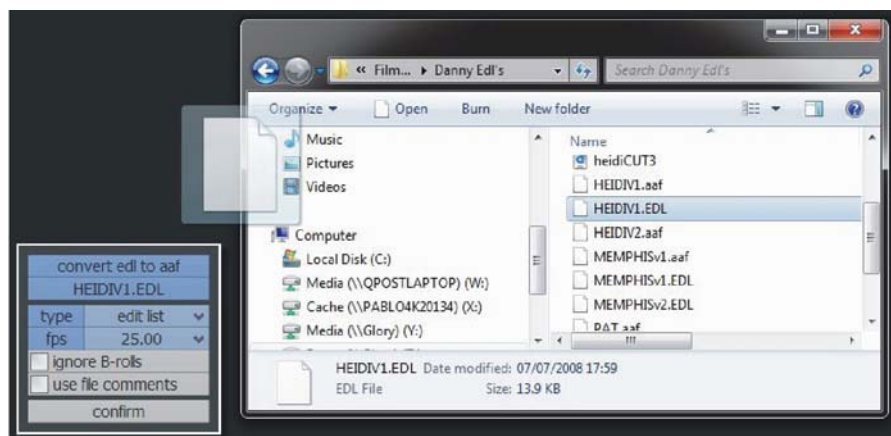 « Film... ▸ Danny Edl's
Search Danny Edl's
Organize
Open
Burn
New folder
Music
Pictures
Videos
Computer
Local Disk (C:)
Media (\\QPOSTLAPTOP) (W:)
Cache (\\PABLO4K20134) (X:)
Media (\\Glory) (Y:)
Name
heidiCUT3
HEIDIV1.aaf
HEIDIV1.EDL
HEIDIV2.aaf
MEMPHISv1.aaf
MEMPHISv1.EDL
MEMPHISv2.EDL
PAT.aaf
HEIDIV1.EDL Date modified: 07/07/2008 17:59
EDL File Size: 13.9 KB
convert edl to aaf
HEIDIV1.EDL
type edit list
fps 25.00
ignore B-rolls
use file comments
confirm